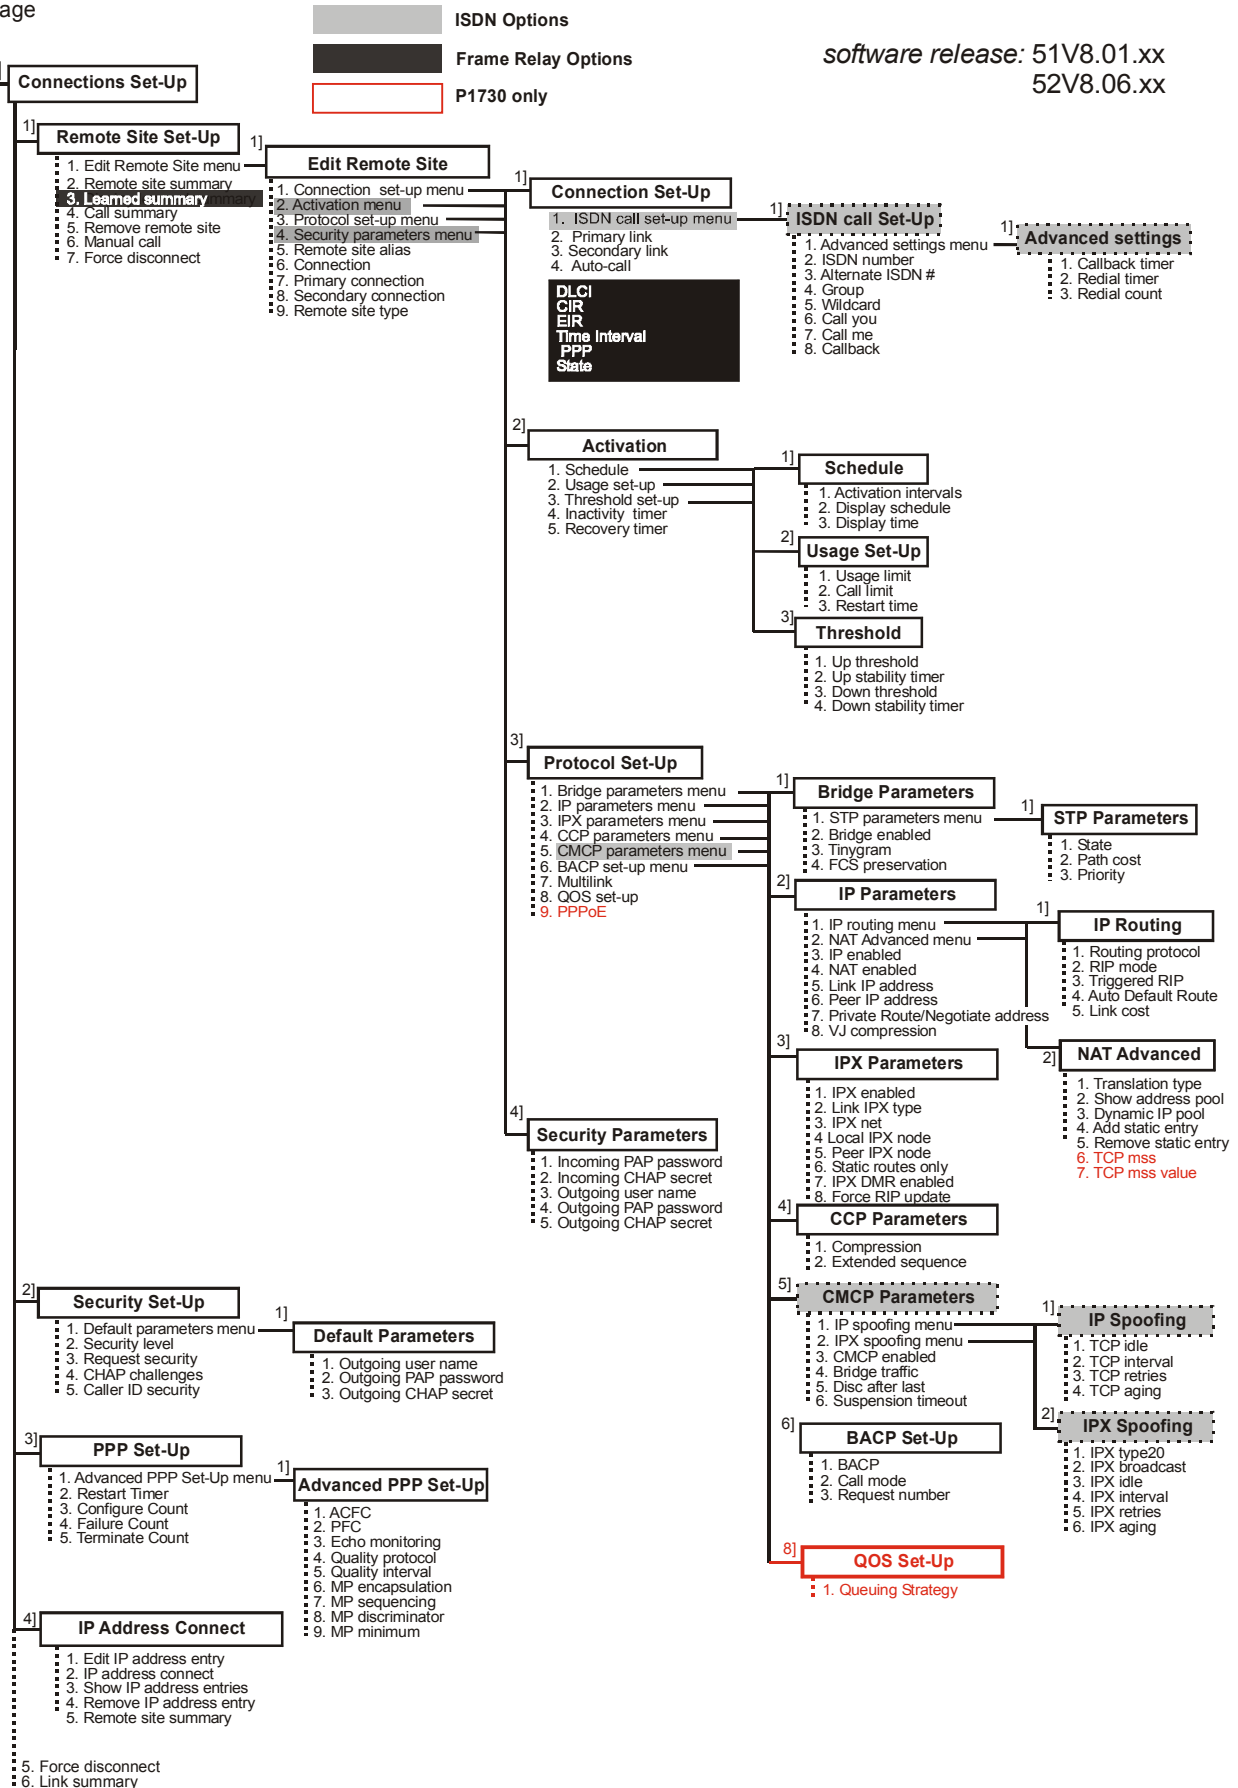 age
ISDN Options
Frame Relay Options
P1730 only
software release: 51V8.01.xx
52V8.06.xx
Connections Set-Up
1]
Remote Site Set-Up
1. Edit Remote Site menu
2. Remote site summary
3. Learned summary
4. Call summary
5. Remove remote site
6. Manual call
7. Force disconnect
1]
Edit Remote Site
1. Connection set-up menu
2. Activation menu
3. Protocol set-up menu
4. Security parameters menu
5. Remote site alias
6. Connection
7. Primary connection
8. Secondary connection
9. Remote site type
1]
Connection Set-Up
1. ISDN call set-up menu
2. Primary link
3. Secondary link
4. Auto-call
DLCI
CIR
EIR
Time Interval
PPP
State
1]
ISDN call Set-Up
1. Advanced settings menu
2. ISDN number
3. Alternate ISDN #
4. Group
5. Wildcard
6. Call you
7. Call me
8. Callback
1]
Advanced settings
1. Callback timer
2. Redial timer
3. Redial count
2]
Activation
1. Schedule
2. Usage set-up
3. Threshold set-up
4. Inactivity timer
5. Recovery timer
1]
Schedule
1. Activation intervals
2. Display schedule
3. Display time
2]
Usage Set-Up
1. Usage limit
2. Call limit
3. Restart time
3]
Threshold
1. Up threshold
2. Up stability timer
3. Down threshold
4. Down stability timer
3]
Protocol Set-Up
1. Bridge parameters menu
2. IP parameters menu
3. IPX parameters menu
4. CCP parameters menu
5. CMCP parameters menu
6. BACP set-up menu
7. Multilink
8. QOS set-up
9. PPPoE
1]
Bridge Parameters
1. STP parameters menu
2. Bridge enabled
3. Tinygram
4. FCS preservation
1]
STP Parameters
1. State
2. Path cost
3. Priority
2]
IP Parameters
1. IP routing menu
2. NAT Advanced menu
3. IP enabled
4. NAT enabled
5. Link IP address
6. Peer IP address
7. Private Route/Negotiate address
8. VJ compression
1]
IP Routing
1. Routing protocol
2. RIP mode
3. Triggered RIP
4. Auto Default Route
5. Link cost
2]
NAT Advanced
1. Translation type
2. Show address pool
3. Dynamic IP pool
4. Add static entry
5. Remove static entry
6. TCP mss
7. TCP mss value
3]
IPX Parameters
1. IPX enabled
2. Link IPX type
3. IPX net
4 Local IPX node
5. Peer IPX node
6. Static routes only
7. IPX DMR enabled
8. Force RIP update
4]
Security Parameters
1. Incoming PAP password
2. Incoming CHAP secret
3. Outgoing user name
4. Outgoing PAP password
5. Outgoing CHAP secret
4]
CCP Parameters
1. Compression
2. Extended sequence
5]
CMCP Parameters
1. IP spoofing menu
2. IPX spoofing menu
3. CMCP enabled
4. Bridge traffic
5. Disc after last
6. Suspension timeout
1]
IP Spoofing
1. TCP idle
2. TCP interval
3. TCP retries
4. TCP aging
2]
IPX Spoofing
1. IPX type20
2. IPX broadcast
3. IPX idle
4. IPX interval
5. IPX retries
6. IPX aging
6]
BACP Set-Up
1. BACP
2. Call mode
3. Request number
8]
QOS Set-Up
1. Queuing Strategy
2]
Security Set-Up
1. Default parameters menu
2. Security level
3. Request security
4. CHAP challenges
5. Caller ID security
1]
Default Parameters
1. Outgoing user name
2. Outgoing PAP password
3. Outgoing CHAP secret
3]
PPP Set-Up
1. Advanced PPP Set-Up menu
2. Restart Timer
3. Configure Count
4. Failure Count
5. Terminate Count
1]
Advanced PPP Set-Up
1. ACFC
2. PFC
3. Echo monitoring
4. Quality protocol
5. Quality interval
6. MP encapsulation
7. MP sequencing
8. MP discriminator
9. MP minimum
4]
IP Address Connect
1. Edit IP address entry
2. IP address connect
3. Show IP address entries
4. Remove IP address entry
5. Remote site summary
5. Force disconnect
6. Link summary